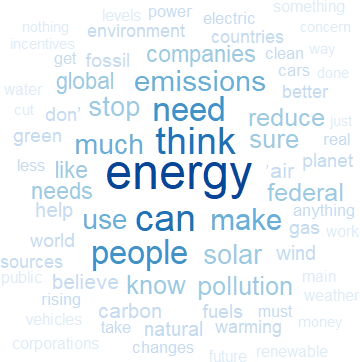 something
levels power electric
nothing environment countries concern
incentives get fossil companies clean way
global emissions cars done
water don' stop need better
cut reduce just
green much think sure real
less like energy 'air planet
needs federal
help use can make anything
gas work
world people solar wind
sources
public believe know pollution main
rising weather
vehicles carbon fuels must money
take natural warming
corporations changes future renewable